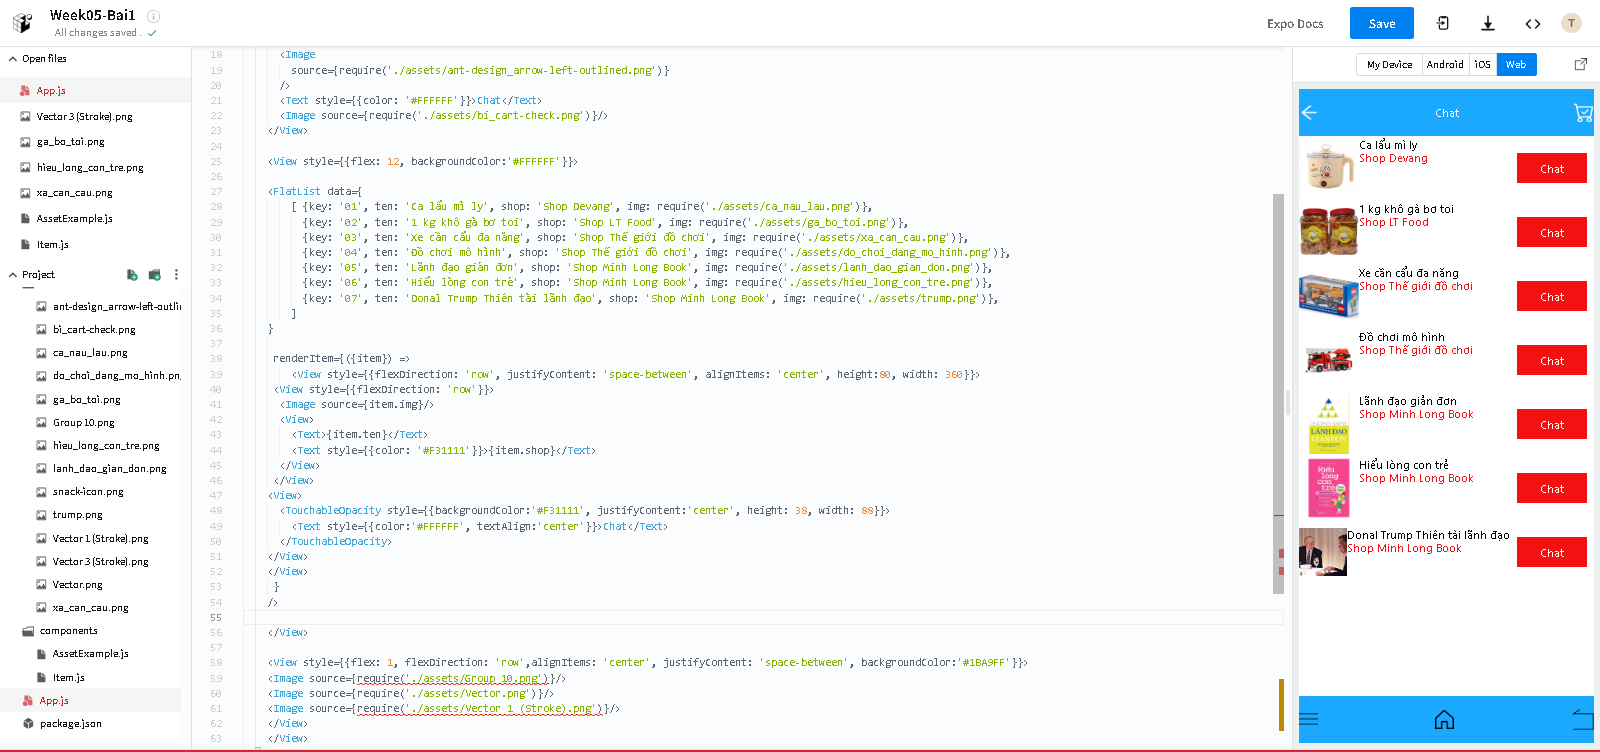 Week05-Bai1
All changes saved.
Expo Docs
Save
T
Open files
App.js
Vector 3 (Stroke).png
ga_bo_toi.png
hieu_long_con_tre.png
xa_can_cau.png
AssetExample.js
Item.js
Project
ant-design_arrow-left-outli
bi_cart-check.png
ca_nau_lau.png
do_choi_dang_mo_hinh.pn
ga_bo_toi.png
Group 10.png
hieu_long_con_tre.png
lanh_dao_gian_don.png
snack-icon.png
trump.png
Vector 1 (Stroke).png
Vector 3 (Stroke).png
Vector.png
xa_can_cau.png
components
AssetExample.js
Item.js
App.js
package.json
18 <Image
19 source={require('./assets/ant-design_arrow-left-outlined.png')}
20 />
21 <Text style={{color: '#FFFFFF'}}>Chat</Text>
22 <Image source={require('./assets/bi_cart-check.png')}/>
23 </View>
24
25 <View style={{flex: 12, backgroundColor:'#FFFFFF'}}>
26
27 <FlatList data={
28 [ {key: '01', ten: 'Ca lẩu mì ly', shop: 'Shop Devang', img: require('./assets/ca_nau_lau.png')},
29 {key: '02', ten: '1 kg khô gà bơ toi', shop: 'Shop LT Food', img: require('./assets/ga_bo_toi.png')},
30 {key: '03', ten: 'Xe cần cẩu đa năng', shop: 'Shop Thế giới đồ chơi', img: require('./assets/xa_can_cau.png')},
31 {key: '04', ten: 'Đồ chơi mô hình', shop: 'Shop Thế giới đồ chơi', img: require('./assets/do_choi_dang_mo_hinh.png')},
32 {key: '05', ten: 'Lãnh đạo giản đơn', shop: 'Shop Minh Long Book', img: require('./assets/lanh_dao_gian_don.png')},
33 {key: '06', ten: 'Hiểu lòng con trẻ', shop: 'Shop Minh Long Book', img: require('./assets/hieu_long_con_tre.png')},
34 {key: '07', ten: 'Donal Trump Thiên tài lãnh đạo', shop: 'Shop Minh Long Book', img: require('./assets/trump.png')},
35 ]
36 }
37
38 renderItem={({item}) =>
39 <View style={{flexDirection: 'row', justifyContent: 'space-between', alignItems: 'center', height:80, width: 360}}>
40 <View style={{flexDirection: 'row'}}>
41 <Image source={item.img}/>
42 <View>
43 <Text>{item.ten}</Text>
44 <Text style={{color: '#F31111'}}>{item.shop}</Text>
45 </View>
46 </View>
47 <View>
48 <TouchableOpacity style={{backgroundColor:'#F31111', justifyContent:'center', height: 38, width: 88}}>
49 <Text style={{color:'#FFFFFF', textAlign:'center'}}>Chat</Text>
50 </TouchableOpacity>
51 </View>
52 </View>
53 }
54 />
55
56 </View>
57
58 <View style={{flex: 1, flexDirection: 'row',alignItems: 'center', justifyContent: 'space-between', backgroundColor:'#1BA9FF'}}>
59 <Image source={require('./assets/Group 10.png')}/>
60 <Image source={require('./assets/Vector.png')}/>
61 <Image source={require('./assets/Vector 1 (Stroke).png')}/>
62 </View>
63 </View>
My Device Android iOS Web
Chat
Ca lẩu mì ly
Shop Devang
Chat
1 kg khô gà bơ toi
Shop LT Food
Chat
Xe cần cẩu đa năng
Shop Thế giới đồ chơi
Chat
Đồ chơi mô hình
Shop Thế giới đồ chơi
Chat
Lãnh đạo giản đơn
Shop Minh Long Book
Chat
LÃNH ĐẠO
GIẢN ĐƠN
Hiểu lòng con trẻ
Shop Minh Long Book
Chat
Hiểu
lòng
con
trẻ
Donal Trump Thiên tài lãnh đạo
Shop Minh Long Book
Chat